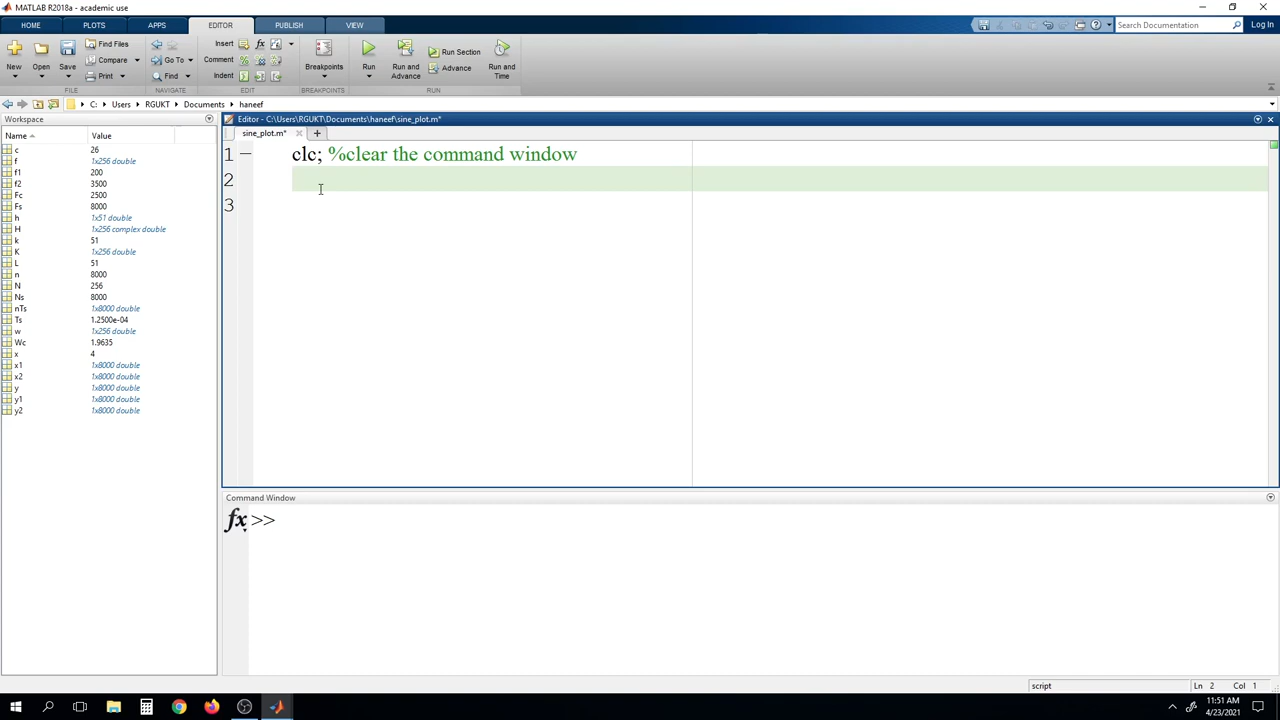 MATLAB R2018a - academic use
HOME PLOTS APPS EDITOR PUBLISH VIEW Search Documentation Log In
New Open Save Find Files Compare Print Go To Find Insert Comment Indent fx Breakpoints Run Run and Advance Run Section Advance Run and Time
FILE NAVIGATE EDIT BREAKPOINTS RUN
C: Users RGUKT Documents haneef
Workspace
Name Value
c 26
f 1x256 double
f1 200
f2 3500
Fc 2500
Fs 8000
h 1x51 double
H 1x256 complex double
k 51
K 1x256 double
L 51
n 8000
N 256
Ns 8000
nTs 1x8000 double
Ts 1.2500e-04
w 1x256 double
Wc 1.9635
x 4
x1 1x8000 double
x2 1x8000 double
y 1x8000 double
y1 1x8000 double
y2 1x8000 double
Editor - C:\Users\RGUKT\Documents\haneef\sine_plot.m*
sine_plot.m*
1 clc; %clear the command window
2
3
Command Window
fx >>
script Ln 2 Col 1
11:51 AM
4/23/2021